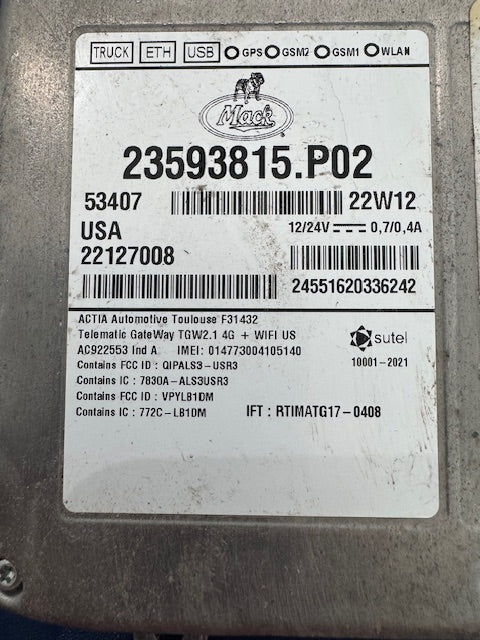 TRUCK ETH USB GPS GSM2 GSM1 WLAN
Mack
23593815.P02
53407 22W12
USA 12/24V 0,7/0,4A
22127008
24551620336242
ACTIA Automotive Toulouse F31432
Telematic GateWay TGW2.1 4G + WIFI US
AC922553 Ind A IMEI: 014773004105140
sutel
Contains FCC ID : QIPALS3-USR3
10001-2021
Contains IC : 7830A-ALS3USR3
Contains FCC ID : VPYLB1DM
Contains IC : 772C-LB1DM IFT : RTIMATG17-0408